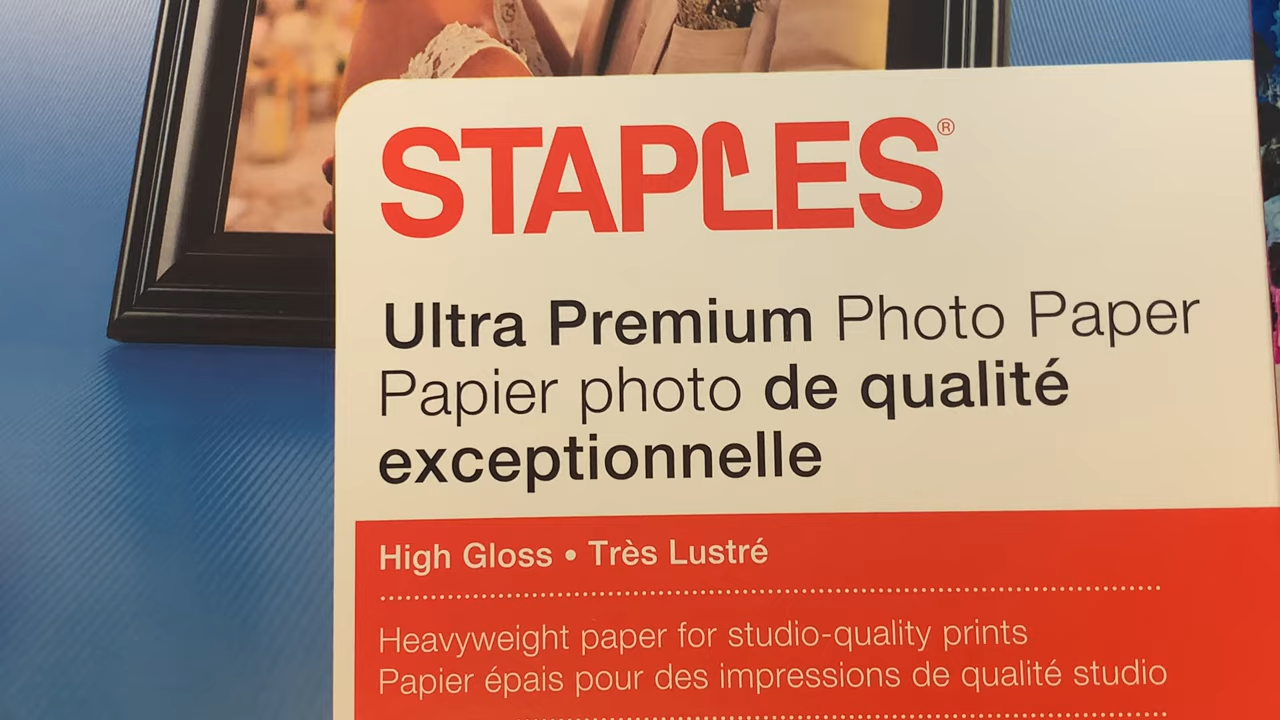 STAPLES®
Ultra Premium Photo Paper
Papier photo de qualité
exceptionnelle
High Gloss • Très Lustré
Heavyweight paper for studio-quality prints
Papier épais pour des impressions de qualité studio